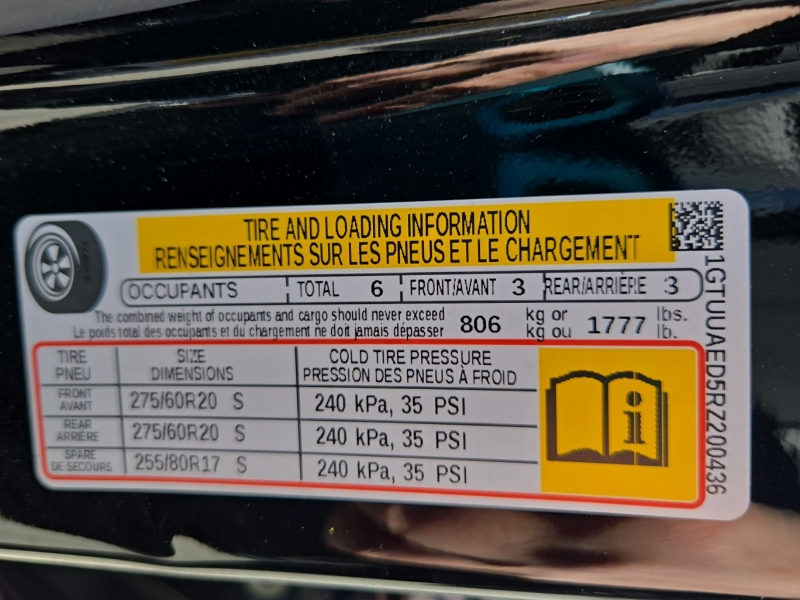 TIRE AND LOADING INFORMATION
RENSEIGNEMENTS SUR LES PNEUS ET LE CHARGEMENT
OCCUPANTS TOTAL 6 FRONT/AVANT 3 REAR/ARRIÈRE 3
The combined weight of occupants and cargo should never exceed 806 kg or 1777 lbs.
Le poids total des occupants et du chargement ne doit jamais dépasser kg ou lb.
TIRE SIZE COLD TIRE PRESSURE
PNEU DIMENSIONS PRESSION DES PNEUS À FROID
FRONT
AVANT 275/60R20 S 240 kPa, 35 PSI
REAR
ARRIÉRE 275/60R20 S 240 kPa, 35 PSI
SPARE
DE SECOURS 255/80R17 S 240 kPa, 35 PSI
i
1GTUUAED5RZ200436